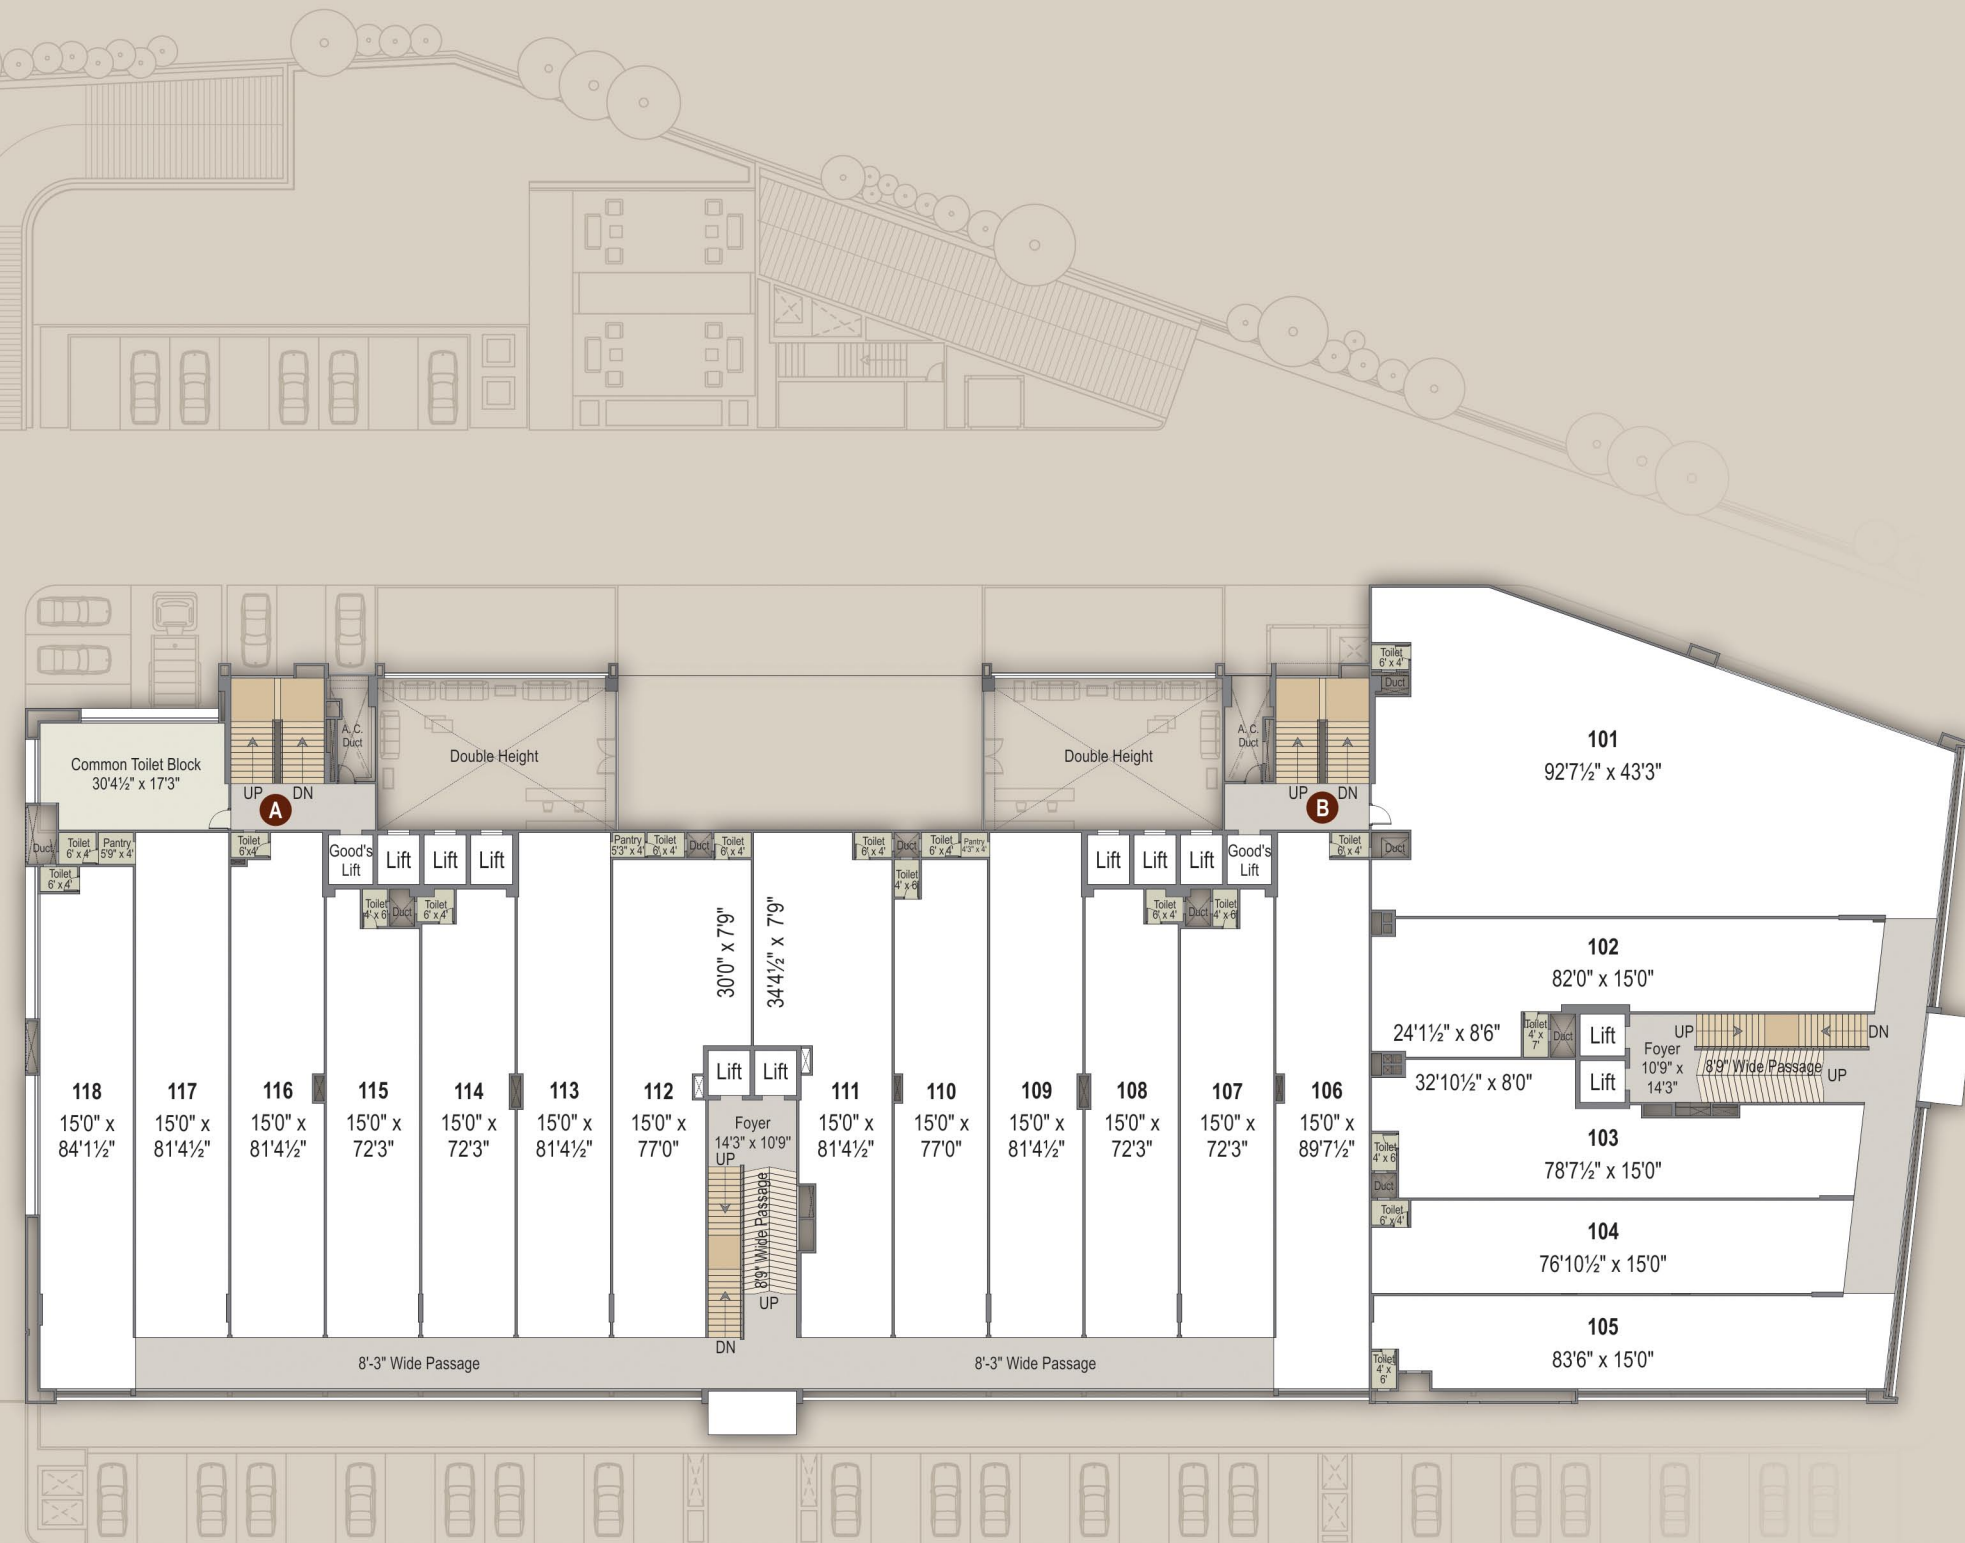 Toilet
6' x 4'
Duct
101
92'7½" x 43'3"
Common Toilet Block
30'4½" x 17'3"
UP
DN
A
A. C.
Duct
Double Height
Double Height
A. C.
Duct
UP
DN
B
Duct
Toilet
6' x 4'
Pantry
5'9" x 4'
Toilet
6' x 4'
Toilet
6'x4'
Good's
Lift
Lift
Lift
Lift
Toilet
4' x 6'
Duct
Toilet
6' x 4'
Pantry
5'3" x 4'
Toilet
6' x 4'
Duct
Toilet
6' x 4'
Toilet
6' x 4'
Duct
Toilet
6' x 4'
Pantry
4'3" x 4'
Toilet
4' x 6'
Lift
Lift
Lift
Good's
Lift
Toilet
6' x 4'
Duct
Toilet
4' x 6'
Toilet
6' x 4'
Duct
30'0" x 7'9"
34'4½" x 7'9"
102
82'0" x 15'0"
24'1½" x 8'6"
Toilet
4' x
7'
Duct
Lift
Lift
Foyer
10'9" x
14'3"
UP
DN
8'9" Wide Passage
UP
32'10½" x 8'0"
103
78'7½" x 15'0"
Toilet
4' x 6'
Duct
Toilet
6' x 4'
104
76'10½" x 15'0"
105
83'6" x 15'0"
Toilet
4' x
6'
118
15'0" x
84'1½"
117
15'0" x
81'4½"
116
15'0" x
81'4½"
115
15'0" x
72'3"
114
15'0" x
72'3"
113
15'0" x
81'4½"
112
15'0" x
77'0"
Lift
Lift
Foyer
14'3" x 10'9"
UP
8'9" Wide Passage
UP
DN
111
15'0" x
81'4½"
110
15'0" x
77'0"
109
15'0" x
81'4½"
108
15'0" x
72'3"
107
15'0" x
72'3"
106
15'0" x
89'7½"
8'-3" Wide Passage
8'-3" Wide Passage